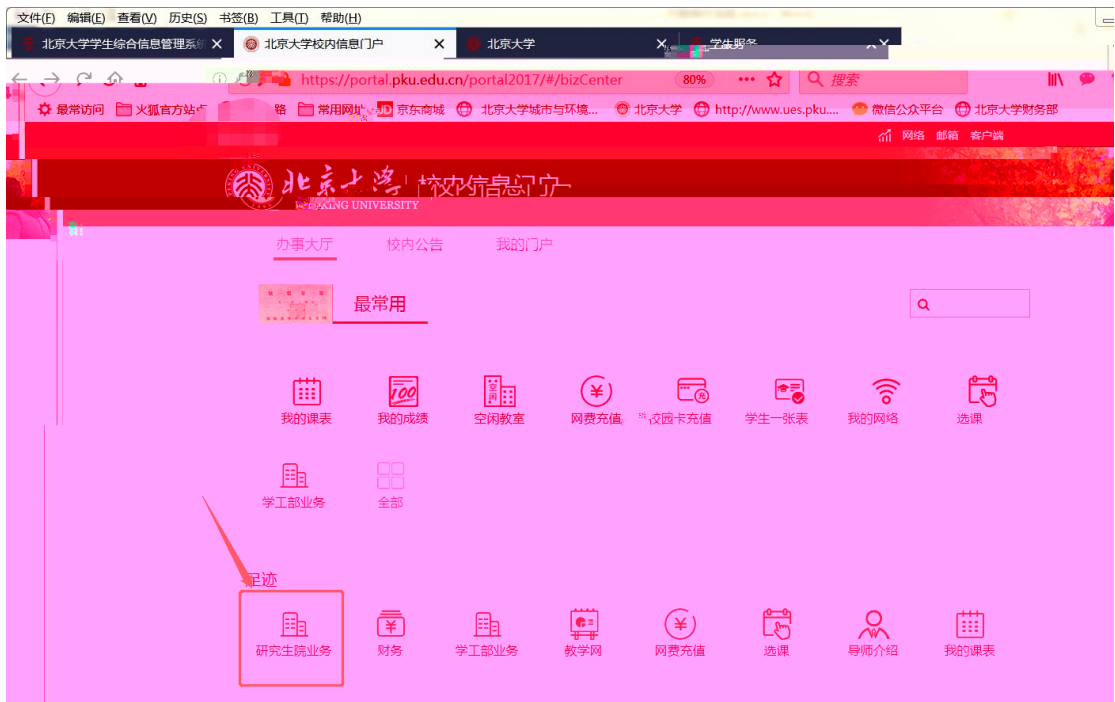 文件(F) 编辑(E) 查看(V) 历史(S) 书签(B) 工具(T) 帮助(H)
北京大学学生综合信息管理系统 × 北京大学校内信息门户 × 北京大学 × 学生服务 ×
https://portal.pku.edu.cn/portal2017/#/bizCenter 80% ··· 搜索
最常访问 火狐官方站点 常用网址 JD 京东商城 北京大学城市与环境... 北京大学 http://www.ues.pku.... 微信公众平台 北京大学财务部
网络 邮箱 客户端
北京大学 校内信息门户
PEKING UNIVERSITY
办事大厅 校内公告 我的门户
最常用
我的课表 我的成绩 空闲教室 网费充值 校园卡充值 学生一张表 我的网络 选课
学工部业务 全部
足迹
研究生院业务 财务 学工部业务 教学网 网费充值 选课 导师介绍 我的课表